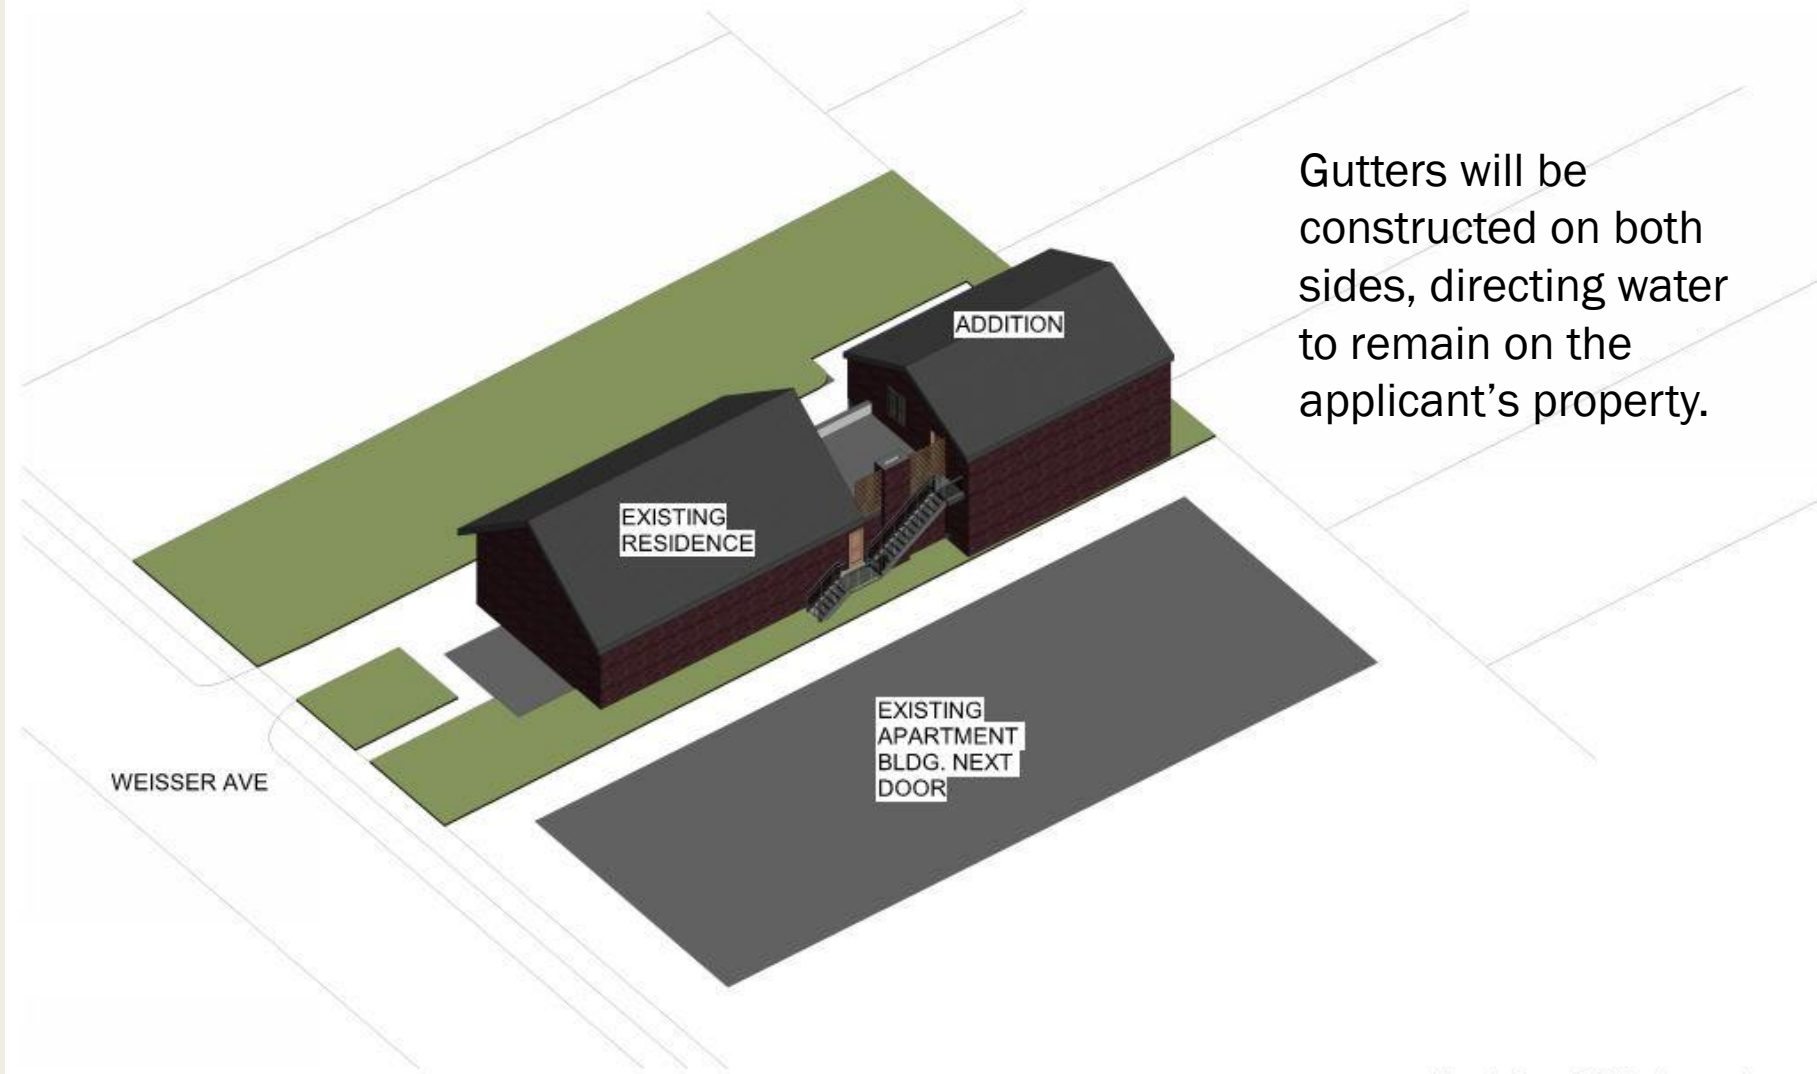 Gutters will be
constructed on both
sides, directing water
to remain on the
applicant’s property.
ADDITION
EXISTING
RESIDENCE
EXISTING
APARTMENT
BLDG. NEXT
DOOR
WEISSER AVE